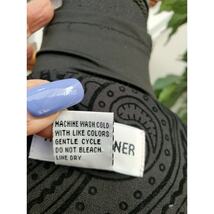 MACHINE WASH COLD
WITH LIKE COLORS
GENTLE CYCLE
DO NOT BLEACH.
LINE DRY
NER